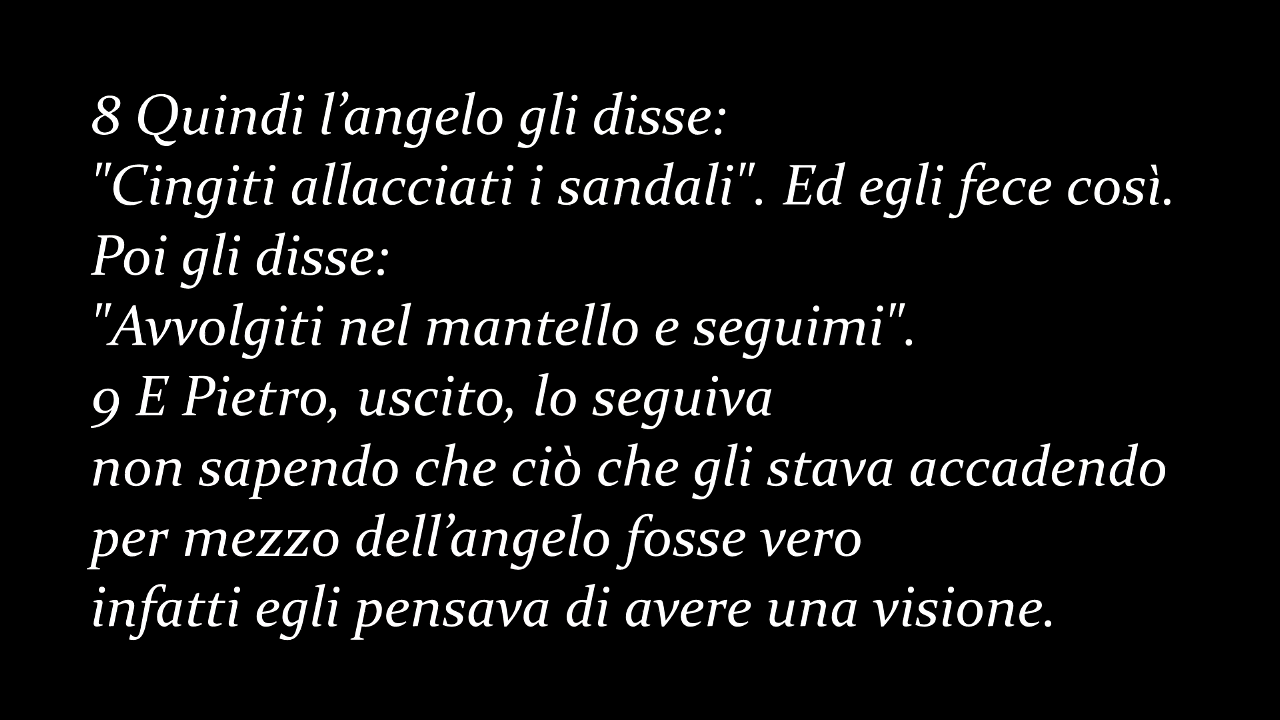 8 Quindi l’angelo gli disse:
"Cingiti allacciati i sandali". Ed egli fece così.
Poi gli disse:
"Avvolgiti nel mantello e seguimi".
9 E Pietro, uscito, lo seguiva
non sapendo che ciò che gli stava accadendo
per mezzo dell’angelo fosse vero
infatti egli pensava di avere una visione.